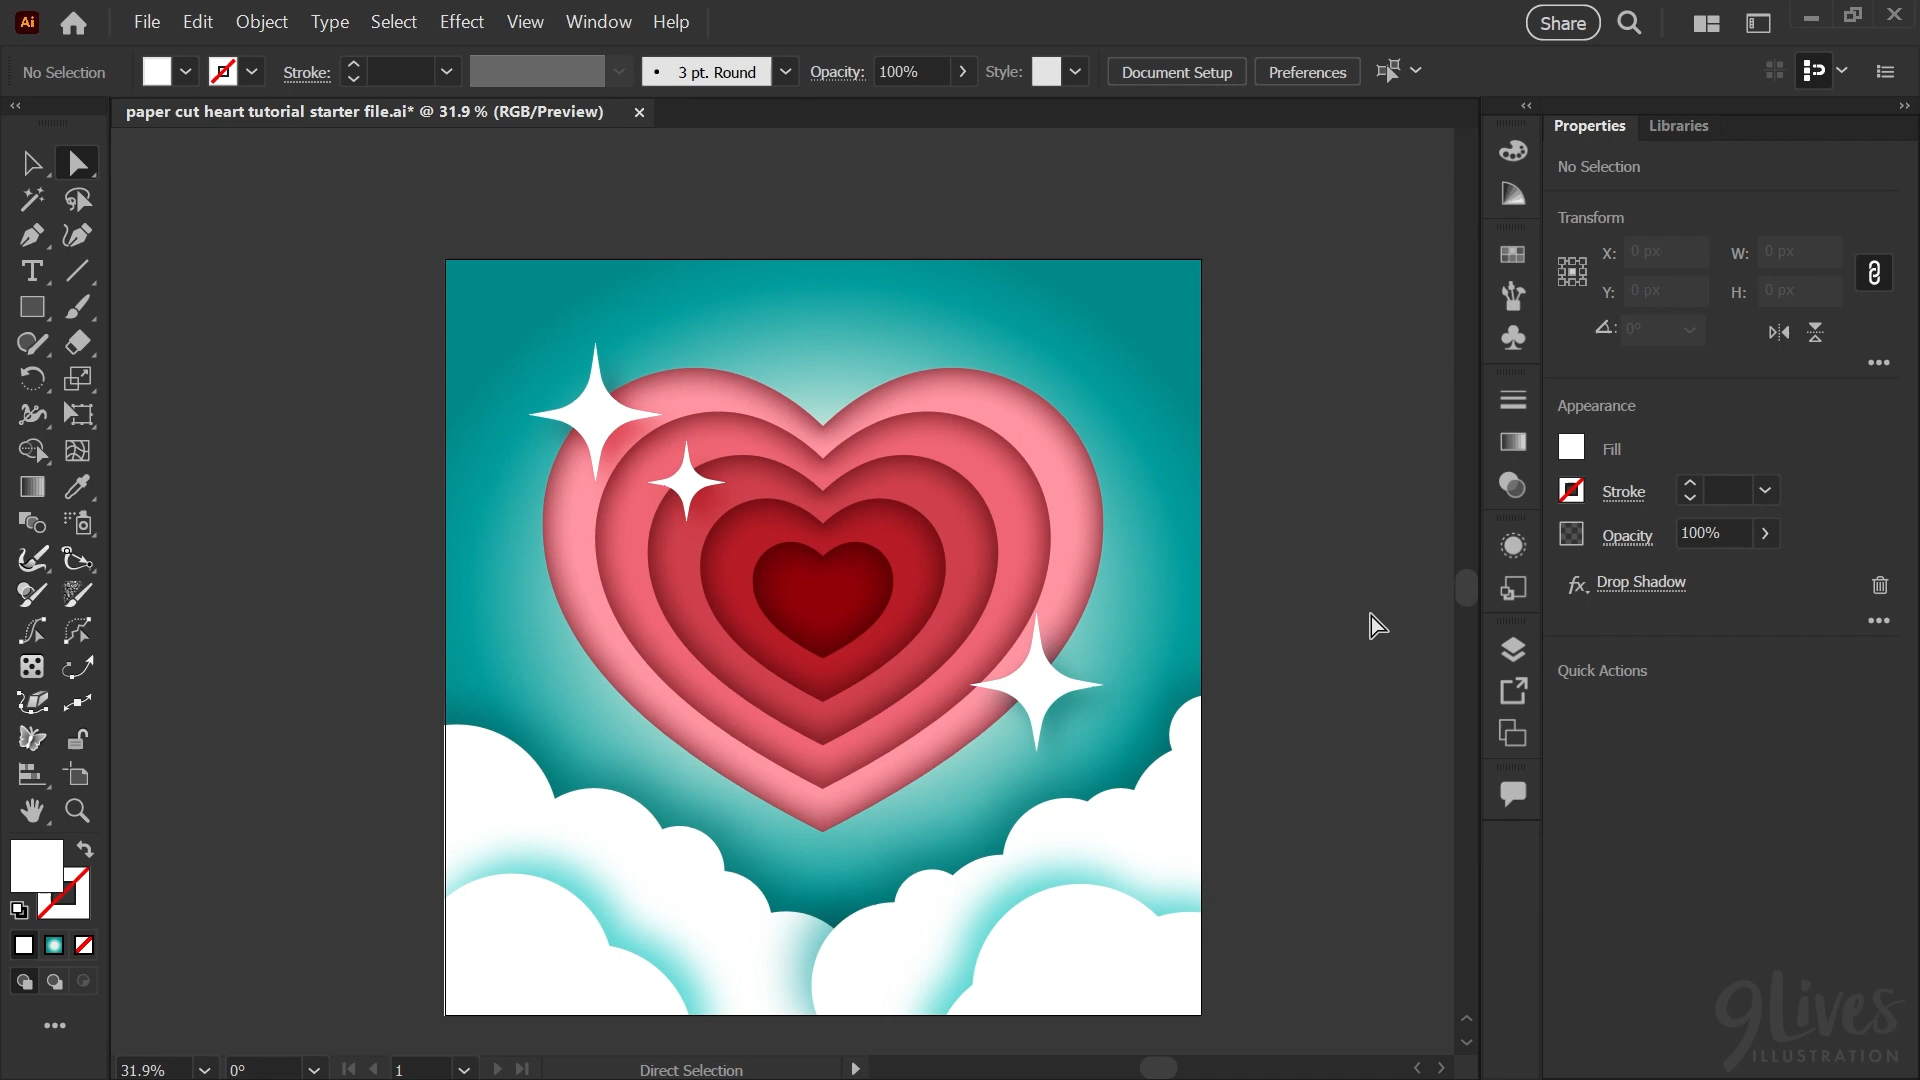 Ai File Edit Object Type Select Effect View Window Help Share
No Selection Stroke: 3 pt. Round Opacity: 100% Style: Document Setup Preferences
paper cut heart tutorial starter file.ai* @ 31.9 % (RGB/Preview)
Properties Libraries
No Selection
Transform
X: 0 px W: 0 px
Y: 0 px H: 0 px
0°
Appearance
Fill
Stroke
Opacity 100%
fx Drop Shadow
Quick Actions
9Lives
ILLUSTRATION
31.9% 0° 1 Direct Selection